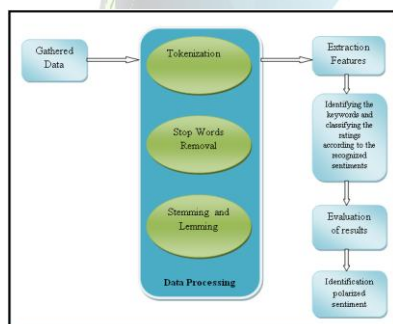 Gathered
Data
Tokenization
Stop Words
Removal
Stemming and
Lemming
Data Processing
Extraction
Features
Identifying the
keywords and
classifying the
ratings
according to the
recognized
sentiments
Evaluation
of results
Identification
polarized
sentiment